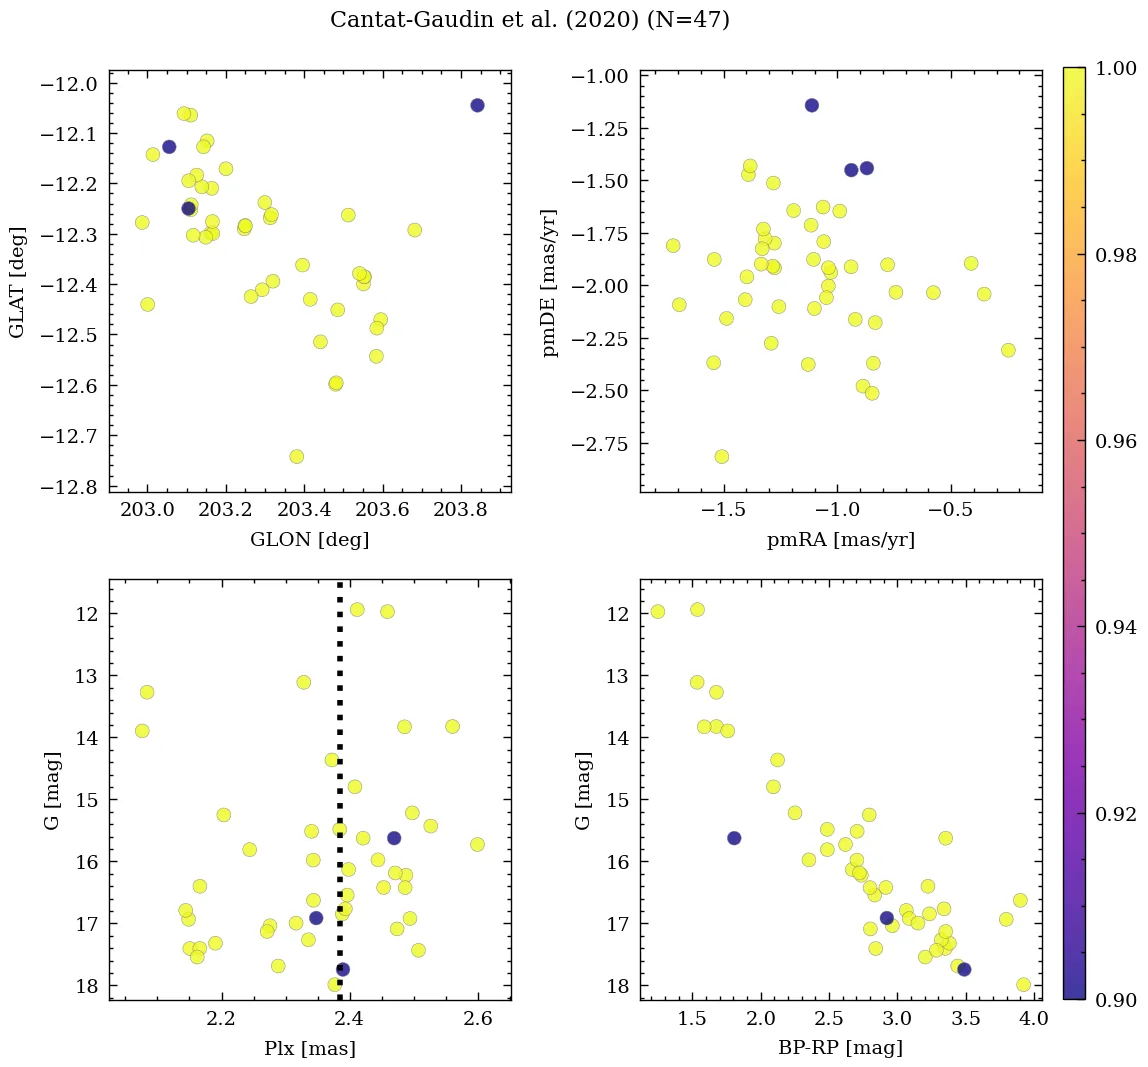 Cantat-Gaudin et al. (2020) (N=47)
−12.0
−12.1
−12.2
−12.3
−12.4
−12.5
−12.6
−12.7
−12.8
GLAT [deg]
203.0 203.2 203.4 203.6 203.8
GLON [deg]
−1.00
−1.25
−1.50
−1.75
−2.00
−2.25
−2.50
−2.75
pmDE [mas/yr]
−1.5 −1.0 −0.5
pmRA [mas/yr]
12
13
14
15
16
17
18
G [mag]
2.2 2.4 2.6
Plx [mas]
12
13
14
15
16
17
18
G [mag]
1.5 2.0 2.5 3.0 3.5 4.0
BP-RP [mag]
1.00
0.98
0.96
0.94
0.92
0.90